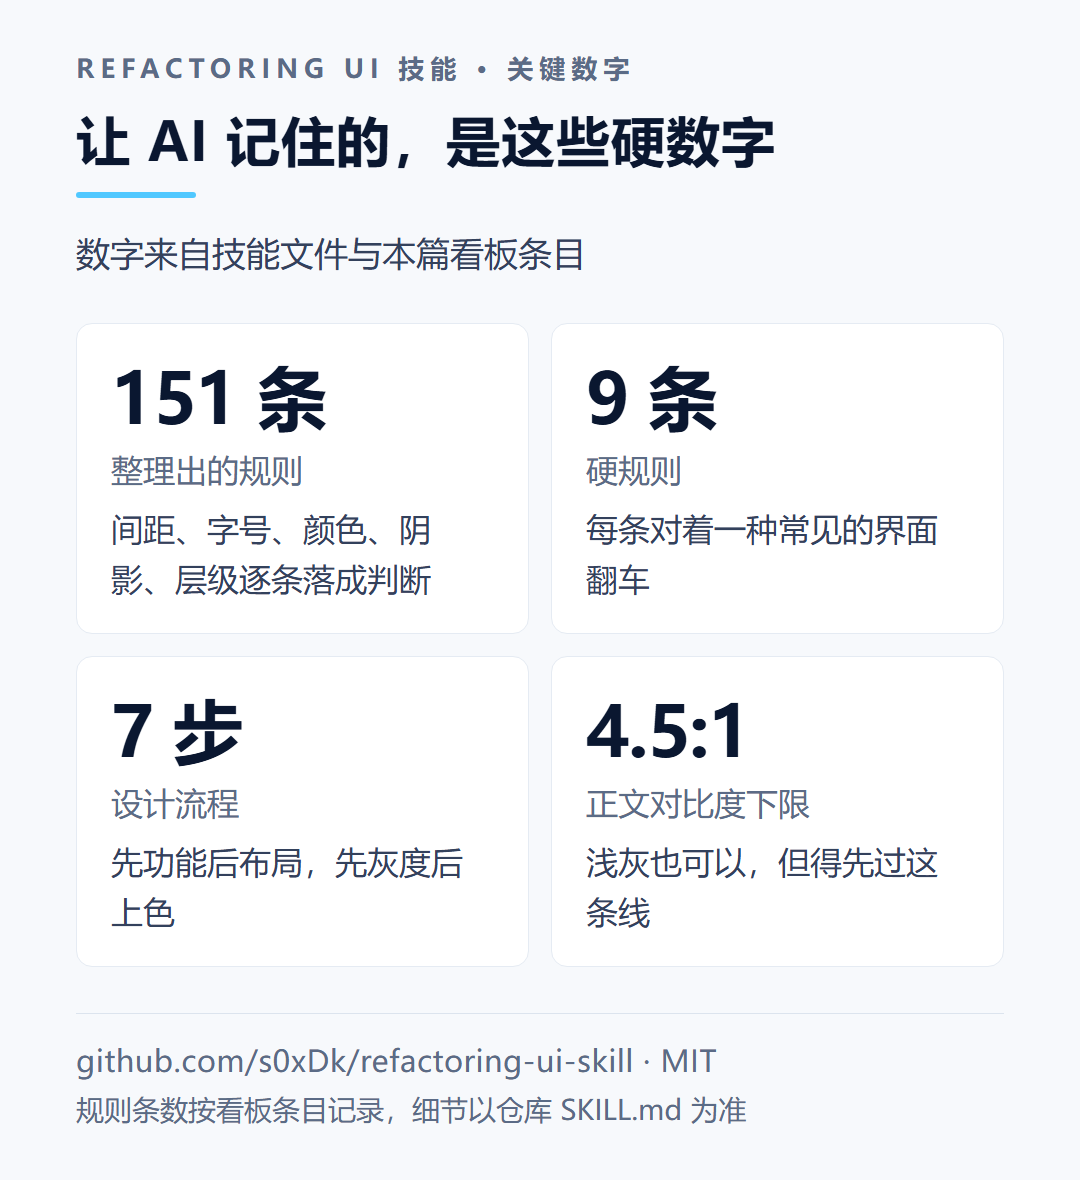 REFACTORING UI 技能 · 关键数字
让 AI 记住的，是这些硬数字
数字来自技能文件与本篇看板条目
151 条
整理出的规则
间距、字号、颜色、阴
影、层级逐条落成判断
9 条
硬规则
每条对着一种常见的界面
翻车
7 步
设计流程
先功能后布局，先灰度后
上色
4.5:1
正文对比度下限
浅灰也可以，但得先过这
条线
github.com/s0xDk/refactoring-ui-skill · MIT
规则条数按看板条目记录，细节以仓库 SKILL.md 为准